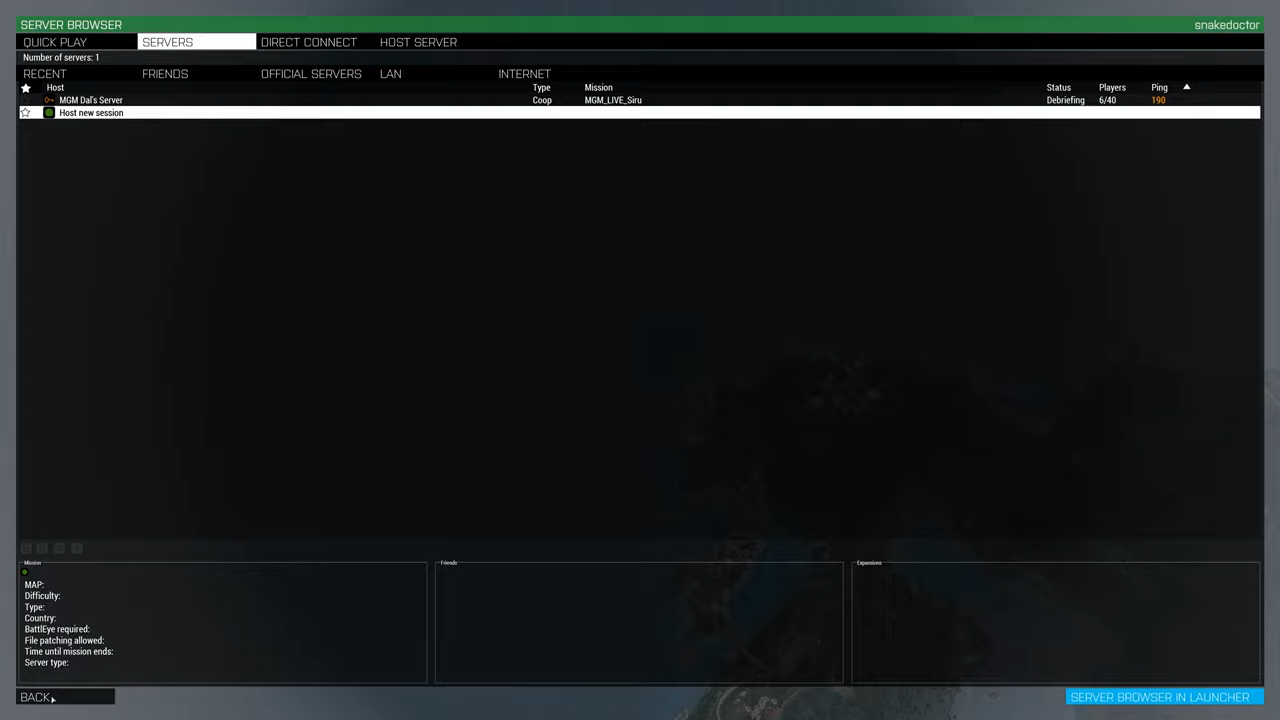 SERVER BROWSER snakedoctor
QUICK PLAY SERVERS DIRECT CONNECT HOST SERVER
Number of servers: 1
RECENT FRIENDS OFFICIAL SERVERS LAN INTERNET
Host Type Mission Status Players Ping
MGM Dal's Server Coop MGM_LIVE_Siru Debriefing 6/40 190
Host new session
Mission Friends Expansions
MAP:
Difficulty:
Type:
Country:
BattlEye required:
File patching allowed:
Time until mission ends:
Server type:
BACK SERVER BROWSER IN LAUNCHER